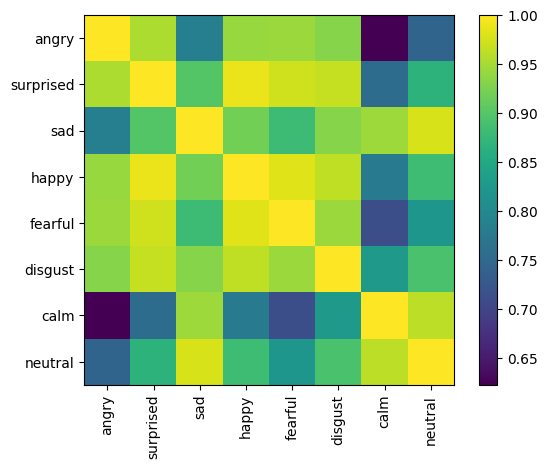 angry
surprised
sad
happy
fearful
disgust
calm
neutral
angry
surprised
sad
happy
fearful
disgust
calm
neutral
1.00
0.95
0.90
0.85
0.80
0.75
0.70
0.65